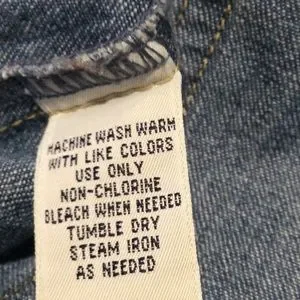 MACHINE WASH WARM
WITH LIKE COLORS
USE ONLY
NON-CHLORINE
BLEACH WHEN NEEDED
TUMBLE DRY
STEAM IRON
AS NEEDED